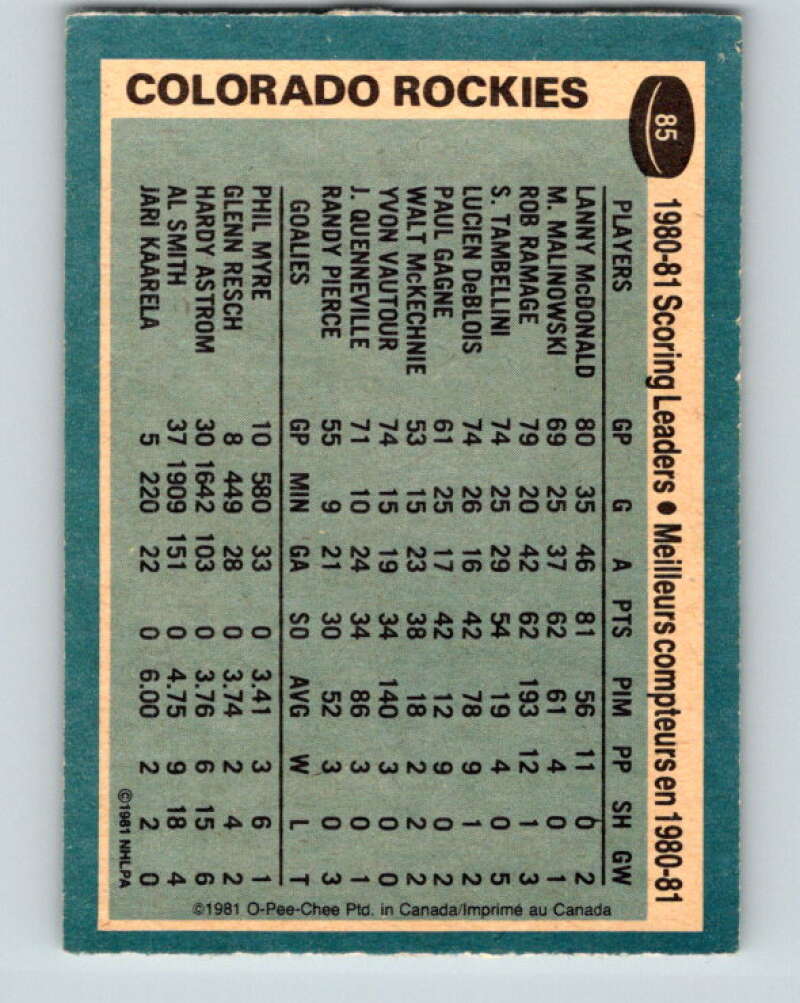 COLORADO ROCKIES
85
1980-81 Scoring Leaders • Meilleurs compteurs en 1980-81
PLAYERS GP G A PTS PIM PP SH GW
LANNY McDONALD 80 35 46 81 56 11 0 2
M. MALINOWSKI 69 25 37 62 61 4 0 1
ROB RAMAGE 79 20 42 62 193 12 1 3
S. TAMBELLINI 74 25 29 54 19 4 0 5
LUCIEN DeBLOIS 74 26 16 42 78 9 1 2
PAUL GAGNE 61 25 17 42 12 9 0 2
WALT McKECHNIE 53 15 23 38 18 2 2 2
YVON VAUTOUR 74 15 19 34 140 3 0 0
J. QUENNEVILLE 71 10 24 34 86 3 0 1
RANDY PIERCE 55 9 21 30 52 3 0 3
GOALIES GP MIN GA SO AVG W L T
PHIL MYRE 10 580 33 0 3.41 3 6 1
GLENN RESCH 8 449 28 0 3.74 2 4 2
HARDY ASTROM 30 1642 103 0 3.76 6 15 6
AL SMITH 37 1909 151 0 4.75 9 18 4
JARI KAARELA 5 220 22 0 6.00 2 2 0
©1981 NHLPA
©1981 O-Pee-Chee Ptd. in Canada/Imprimé au Canada